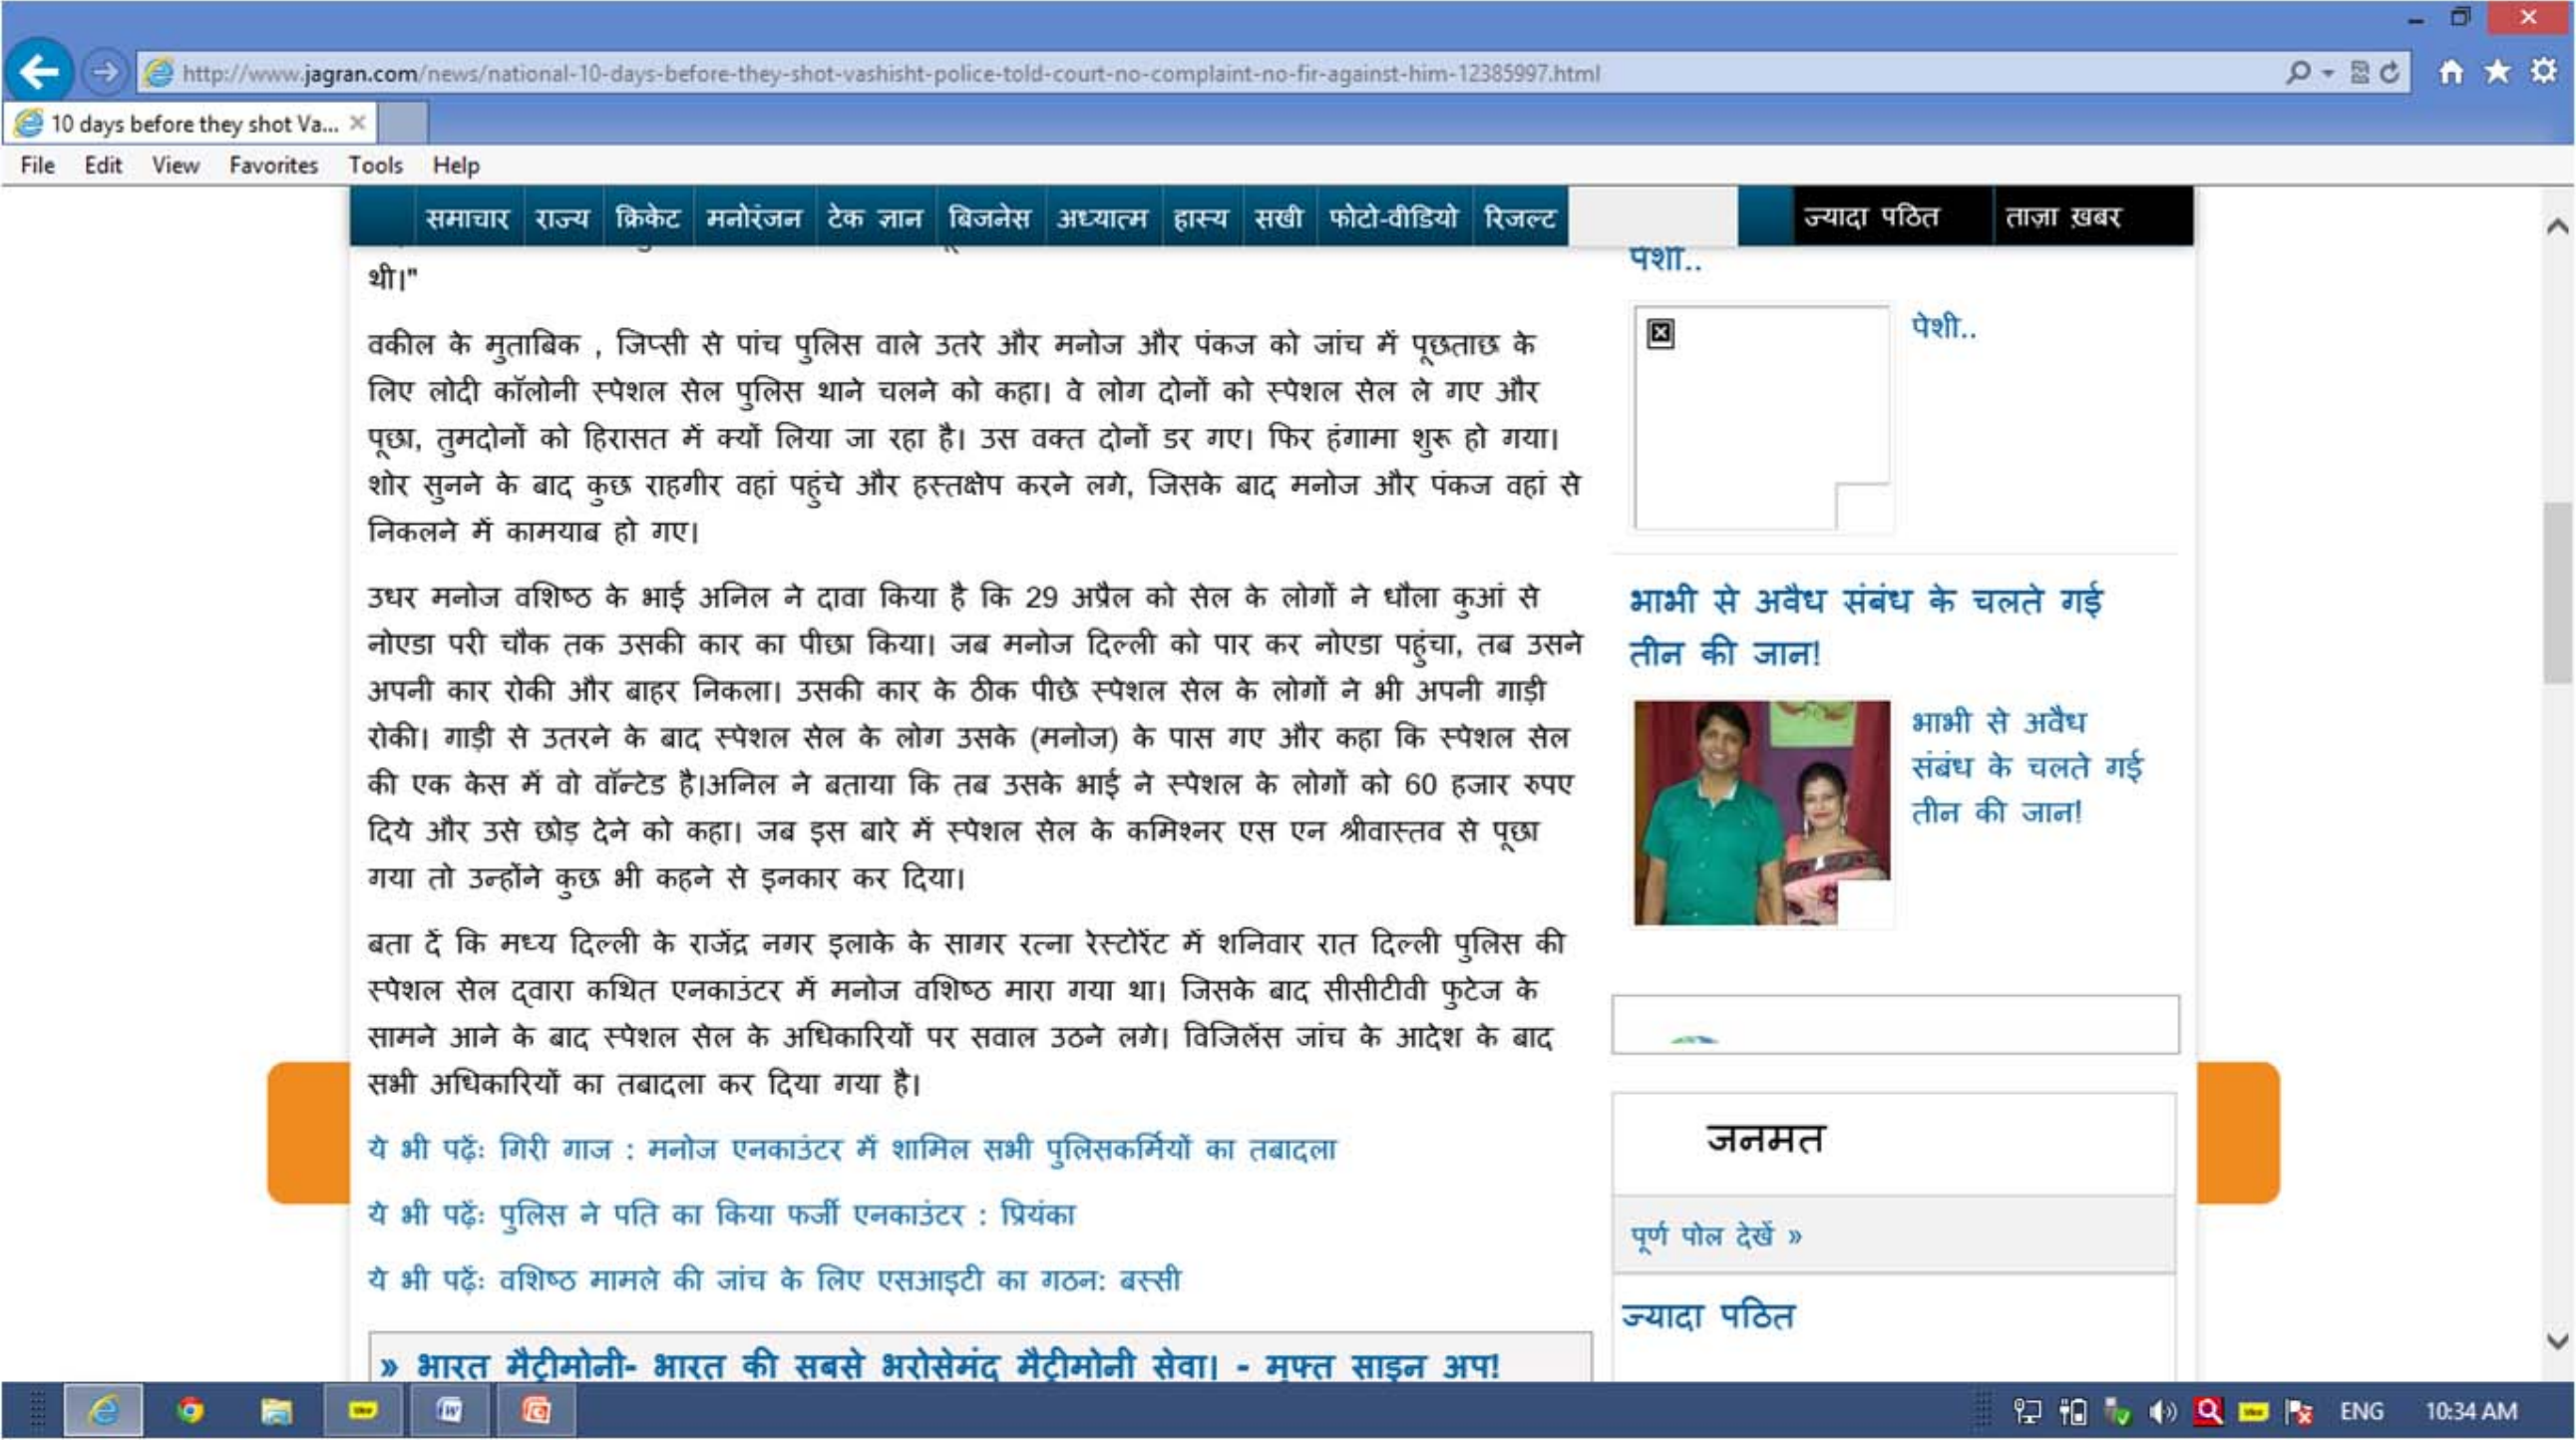 http://www.jagran.com/news/national-10-days-before-they-shot-vashisht-police-told-court-no-complaint-no-fir-against-him-12385997.html
10 days before they shot Va...
File Edit View Favorites Tools Help
समाचार राज्य क्रिकेट मनोरंजन टेक ज्ञान बिजनेस अध्यात्म हास्य सखी फोटो-वीडियो रिजल्ट
ज्यादा पठित ताज़ा ख़बर
थी।"
वकील के मुताबिक , जिप्सी से पांच पुलिस वाले उतरे और मनोज और पंकज को जांच में पूछताछ के
लिए लोदी कॉलोनी स्पेशल सेल पुलिस थाने चलने को कहा। वे लोग दोनों को स्पेशल सेल ले गए और
पूछा, तुमदोनों को हिरासत में क्यों लिया जा रहा है। उस वक्त दोनों डर गए। फिर हंगामा शुरू हो गया।
शोर सुनने के बाद कुछ राहगीर वहां पहुंचे और हस्तक्षेप करने लगे, जिसके बाद मनोज और पंकज वहां से
निकलने में कामयाब हो गए।
उधर मनोज वशिष्ठ के भाई अनिल ने दावा किया है कि 29 अप्रैल को सेल के लोगों ने धौला कुआं से
नोएडा परी चौक तक उसकी कार का पीछा किया। जब मनोज दिल्ली को पार कर नोएडा पहुंचा, तब उसने
अपनी कार रोकी और बाहर निकला। उसकी कार के ठीक पीछे स्पेशल सेल के लोगों ने भी अपनी गाड़ी
रोकी। गाड़ी से उतरने के बाद स्पेशल सेल के लोग उसके (मनोज) के पास गए और कहा कि स्पेशल सेल
की एक केस में वो वॉन्टेड है।अनिल ने बताया कि तब उसके भाई ने स्पेशल के लोगों को 60 हजार रुपए
दिये और उसे छोड़ देने को कहा। जब इस बारे में स्पेशल सेल के कमिश्नर एस एन श्रीवास्तव से पूछा
गया तो उन्होंने कुछ भी कहने से इनकार कर दिया।
बता दें कि मध्य दिल्ली के राजेंद्र नगर इलाके के सागर रत्ना रेस्टोरेंट में शनिवार रात दिल्ली पुलिस की
स्पेशल सेल द्वारा कथित एनकाउंटर में मनोज वशिष्ठ मारा गया था। जिसके बाद सीसीटीवी फुटेज के
सामने आने के बाद स्पेशल सेल के अधिकारियों पर सवाल उठने लगे। विजिलेंस जांच के आदेश के बाद
सभी अधिकारियों का तबादला कर दिया गया है।
ये भी पढ़ेंः गिरी गाज : मनोज एनकाउंटर में शामिल सभी पुलिसकर्मियों का तबादला
ये भी पढ़ेंः पुलिस ने पति का किया फर्जी एनकाउंटर : प्रियंका
ये भी पढ़ेंः वशिष्ठ मामले की जांच के लिए एसआइटी का गठन: बस्सी
» भारत मैट्रीमोनी- भारत की सबसे भरोसेमंद मैट्रीमोनी सेवा। - मुफ्त साइन अप!
पेशी..
पेशी..
भाभी से अवैध संबंध के चलते गई
तीन की जान!
भाभी से अवैध
संबंध के चलते गई
तीन की जान!
जनमत
पूर्ण पोल देखें »
ज्यादा पठित
ENG 10:34 AM